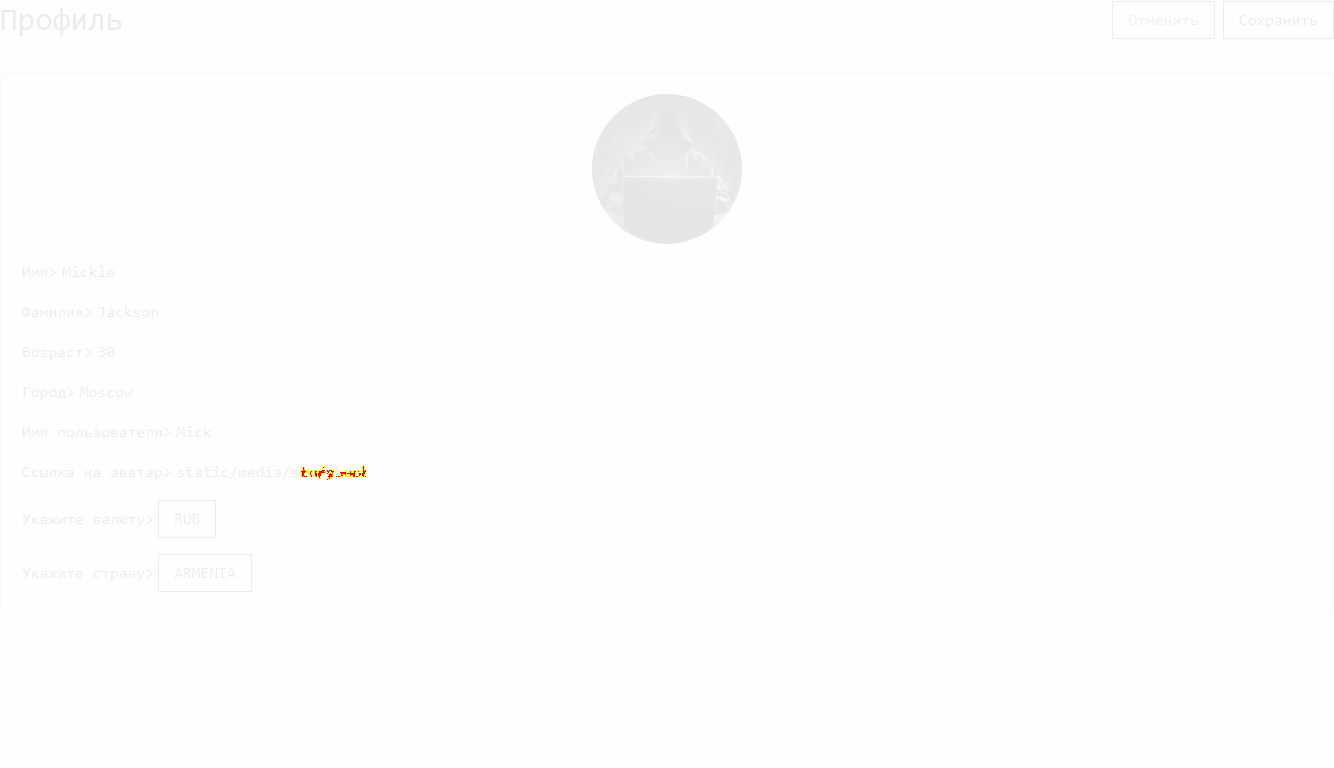 Профиль
Отменить
Сохранить
Имя> Mickle
Фамилия> Jackson
Возраст> 30
Город> Moscow
Имя пользователя> Mick
Ссылка на аватар> static/media/
Укажите валюту> RUB
Укажите страну> ARMENIA